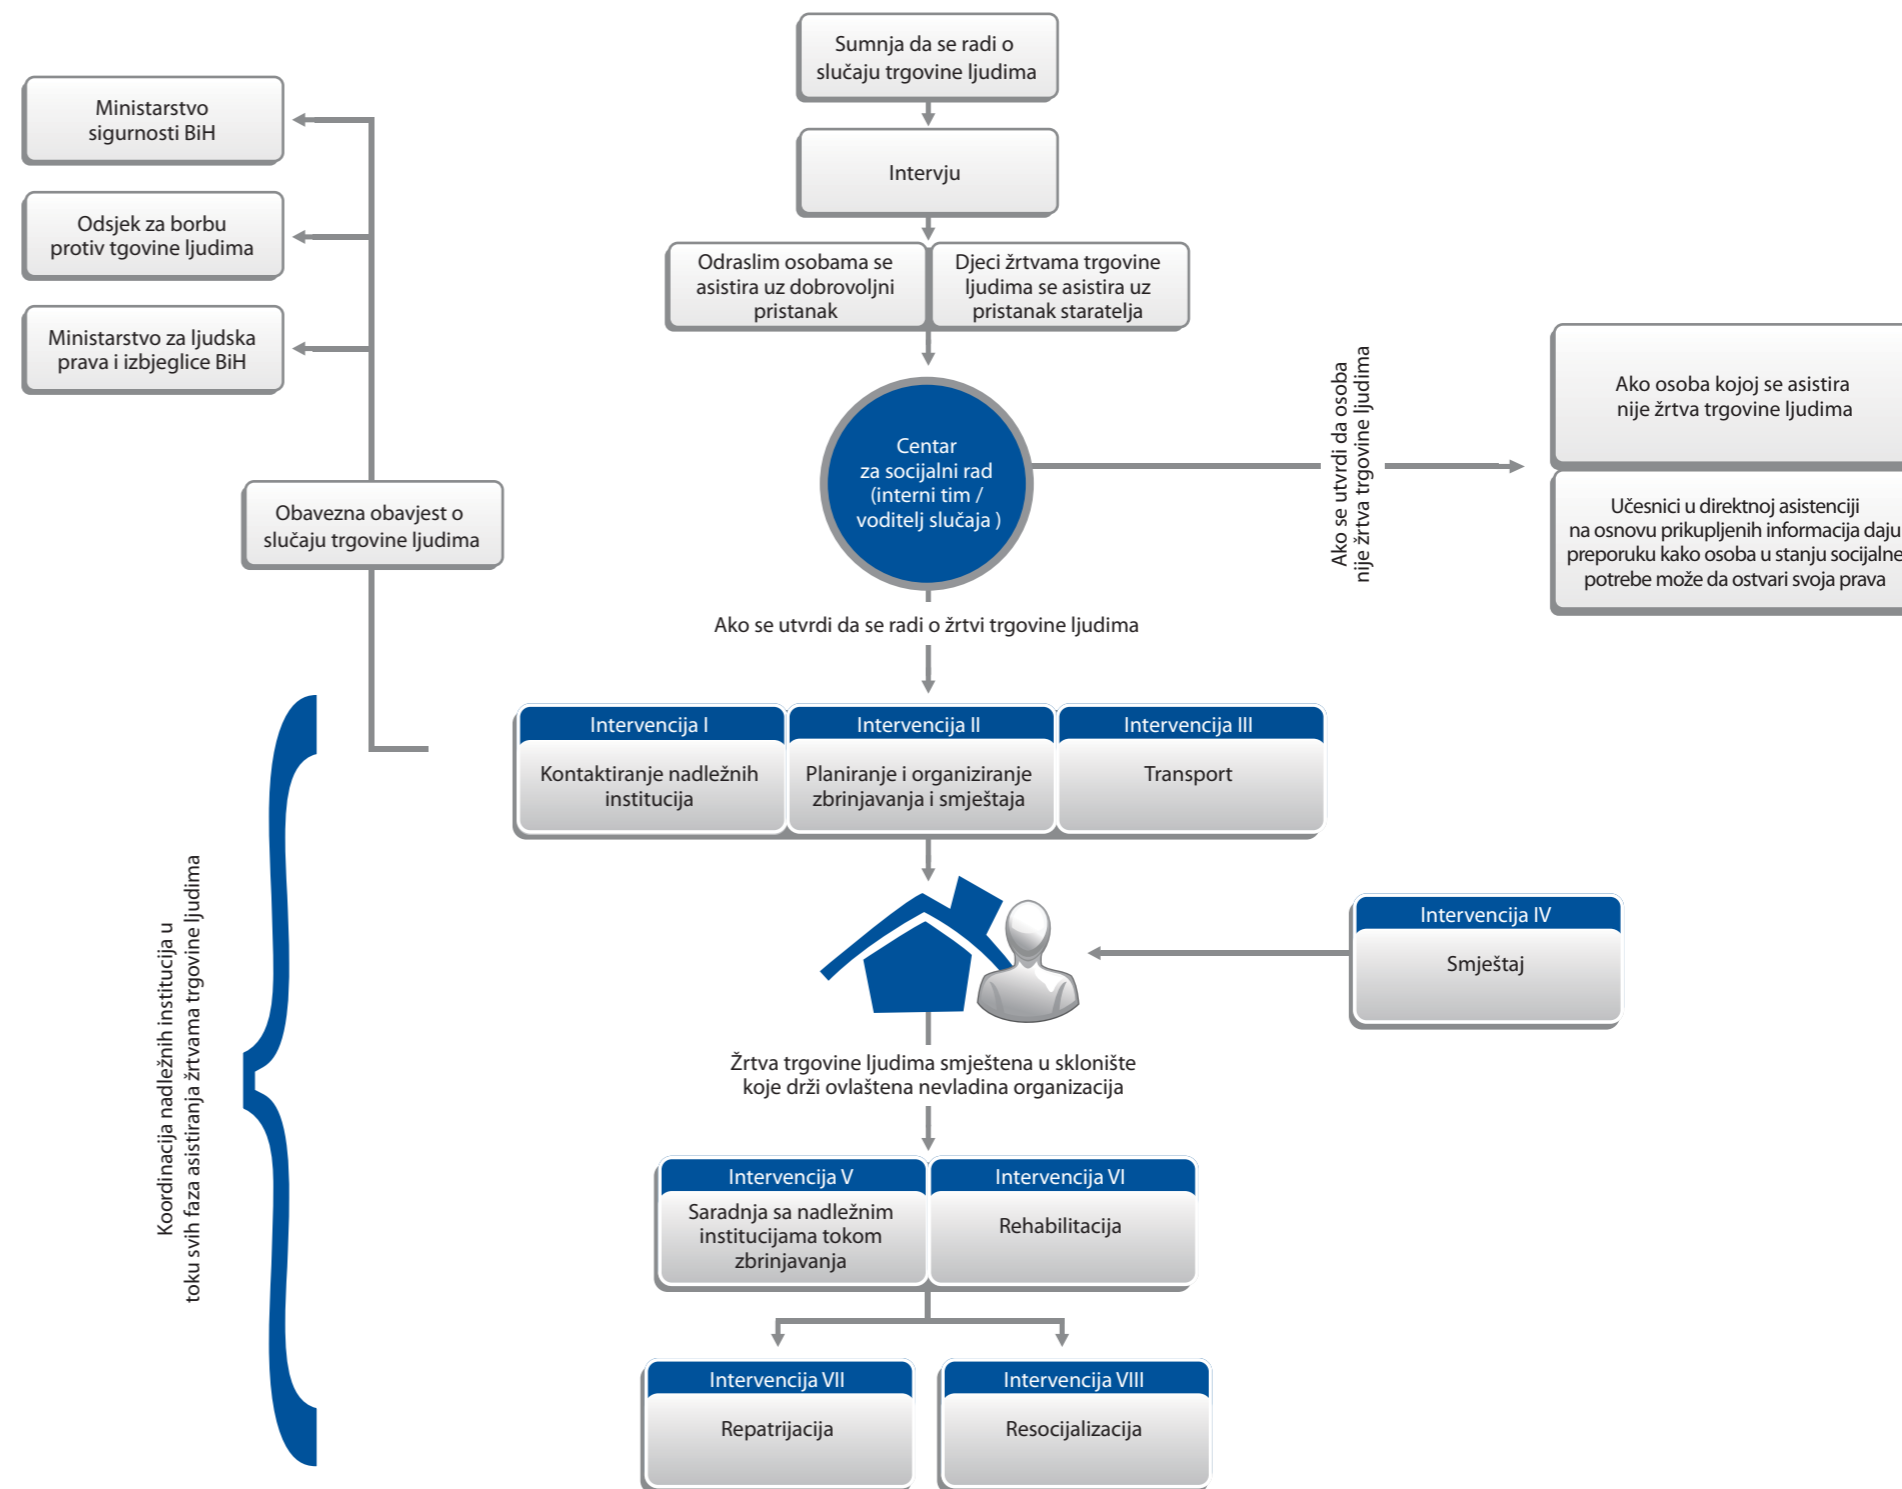 Sumnja da se radi o
slučaju trgovine ljudima
Ministarstvo
sigurnosti BiH
Intervju
Odsjek za borbu
protiv tgovine ljudima
Odraslim osobama se
asistira uz dobrovoljni
pristanak
Djeci žrtvama trgovine
ljudima se asistira uz
pristanak staratelja
Ministarstvo za ljudska
prava i izbjeglice BiH
Centar
za socijalni rad
(interni tim /
voditelj slučaja )
Ako se utvrdi da osoba
nije žrtva trgovine ljudima
Ako osoba kojoj se asistira
nije žrtva trgovine ljudima
Učesnici u direktnoj asistenciji
na osnovu prikupljenih informacija daju
preporuku kako osoba u stanju socijalne
potrebe može da ostvari svoja prava
Obavezna obavjest o
slučaju trgovine ljudima
Ako se utvrdi da se radi o žrtvi trgovine ljudima
Intervencija I
Kontaktiranje nadležnih
institucija
Intervencija II
Planiranje i organiziranje
zbrinjavanja i smještaja
Intervencija III
Transport
Koordinacija nadležnih institucija u
toku svih faza asistiranja žrtvama trgovine ljudima
Intervencija IV
Smještaj
Žrtva trgovine ljudima smještena u sklonište
koje drži ovlaštena nevladina organizacija
Intervencija V
Saradnja sa nadležnim
institucijama tokom
zbrinjavanja
Intervencija VI
Rehabilitacija
Intervencija VII
Repatrijacija
Intervencija VIII
Resocijalizacija